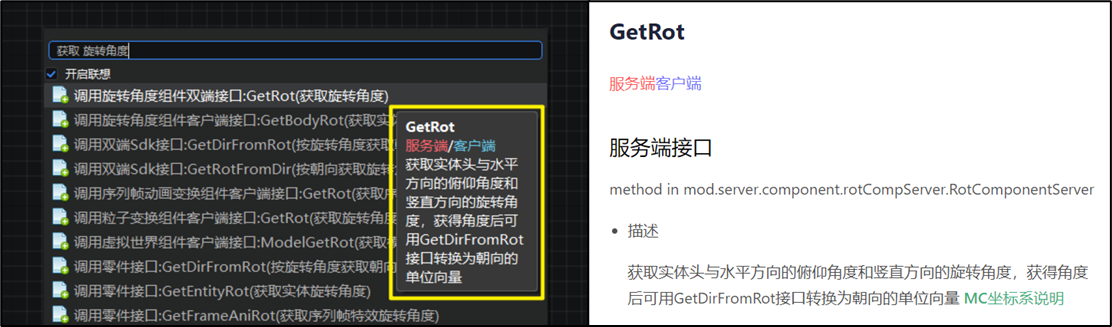 获取 旋转角度
开启联想
调用旋转角度组件双端接口:GetRot(获取旋转角度)
调用旋转角度组件客户端接口:GetBodyRot(获取实
调用双端Sdk接口:GetDirFromRot(按旋转角度获取
调用双端Sdk接口:GetRotFromDir(按朝向获取旋转
调用序列帧动画变换组件客户端接口:GetRot(获取序
调用粒子变换组件客户端接口:GetRot(获取旋转角度
调用虚拟世界组件客户端接口:ModelGetRot(获取
调用零件接口:GetDirFromRot(按旋转角度获取朝向
调用零件接口:GetEntityRot(获取实体旋转角度)
调用零件接口:GetFrameAniRot(获取序列帧特效旋转角度)
GetRot
服务端/客户端
获取实体头与水平
方向的俯仰角度和
竖直方向的旋转角
度，获得角度后可
用GetDirFromRot
接口转换为朝向的
单位向量
GetRot
服务端客户端
服务端接口
method in mod.server.component.rotCompServer.RotComponentServer
描述
获取实体头与水平方向的俯仰角度和竖直方向的旋转角度，获得角度
后可用GetDirFromRot接口转换为朝向的单位向量 MC坐标系说明